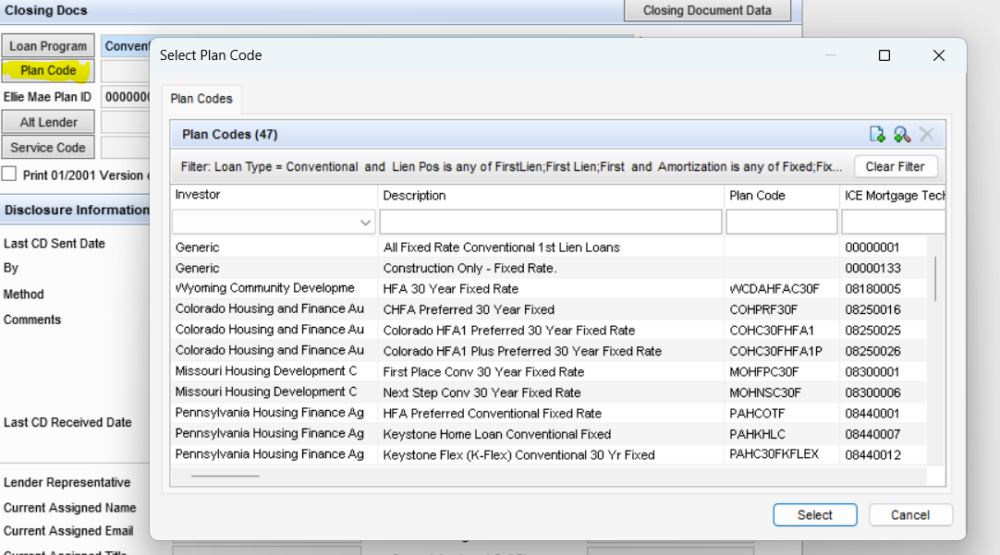 Closing Docs
Closing Document Data
Loan Program
Convent
Plan Code
Ellie Mae Plan ID
0000000
Alt Lender
Service Code
Print 01/2001 Version
Disclosure Information
Last CD Sent Date
By
Method
Comments
Last CD Received Date
Lender Representative
Current Assigned Name
Current Assigned Email
Current Assigned Title
Select Plan Code
Plan Codes
Plan Codes (47)
Filter: Loan Type = Conventional and Lien Pos is any of FirstLien;First Lien;First and Amortization is any of Fixed;Fix... Clear Filter
Investor Description Plan Code ICE Mortgage Tech
Generic All Fixed Rate Conventional 1st Lien Loans 00000001
Generic Construction Only - Fixed Rate. 00000133
Wyoming Community Developme HFA 30 Year Fixed Rate WCDAHFAC30F 08180005
Colorado Housing and Finance Au CHFA Preferred 30 Year Fixed COHPRF30F 08250016
Colorado Housing and Finance Au Colorado HFA1 Preferred 30 Year Fixed Rate COHC30FHFA1 08250025
Colorado Housing and Finance Au Colorado HFA1 Plus Preferred 30 Year Fixed Rate COHC30FHFA1P 08250026
Missouri Housing Development C First Place Conv 30 Year Fixed Rate MOHFPC30F 08300001
Missouri Housing Development C Next Step Conv 30 Year Fixed Rate MOHNSC30F 08300006
Pennsylvania Housing Finance Ag HFA Preferred Conventional Fixed Rate PAHCOTF 08440001
Pennsylvania Housing Finance Ag Keystone Home Loan Conventional Fixed PAHKHLC 08440007
Pennsylvania Housing Finance Ag Keystone Flex (K-Flex) Conventional 30 Yr Fixed PAHC30FKFLEX 08440012
Select Cancel